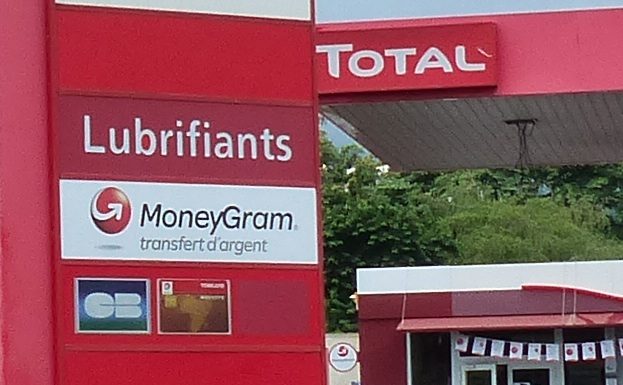 TOTAL
Lubrifiants
MoneyGram
transfert d'argent
CB